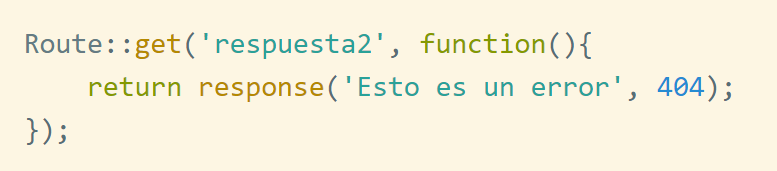 Route::get('respuesta2', function(){
    return response('Esto es un error', 404);
});